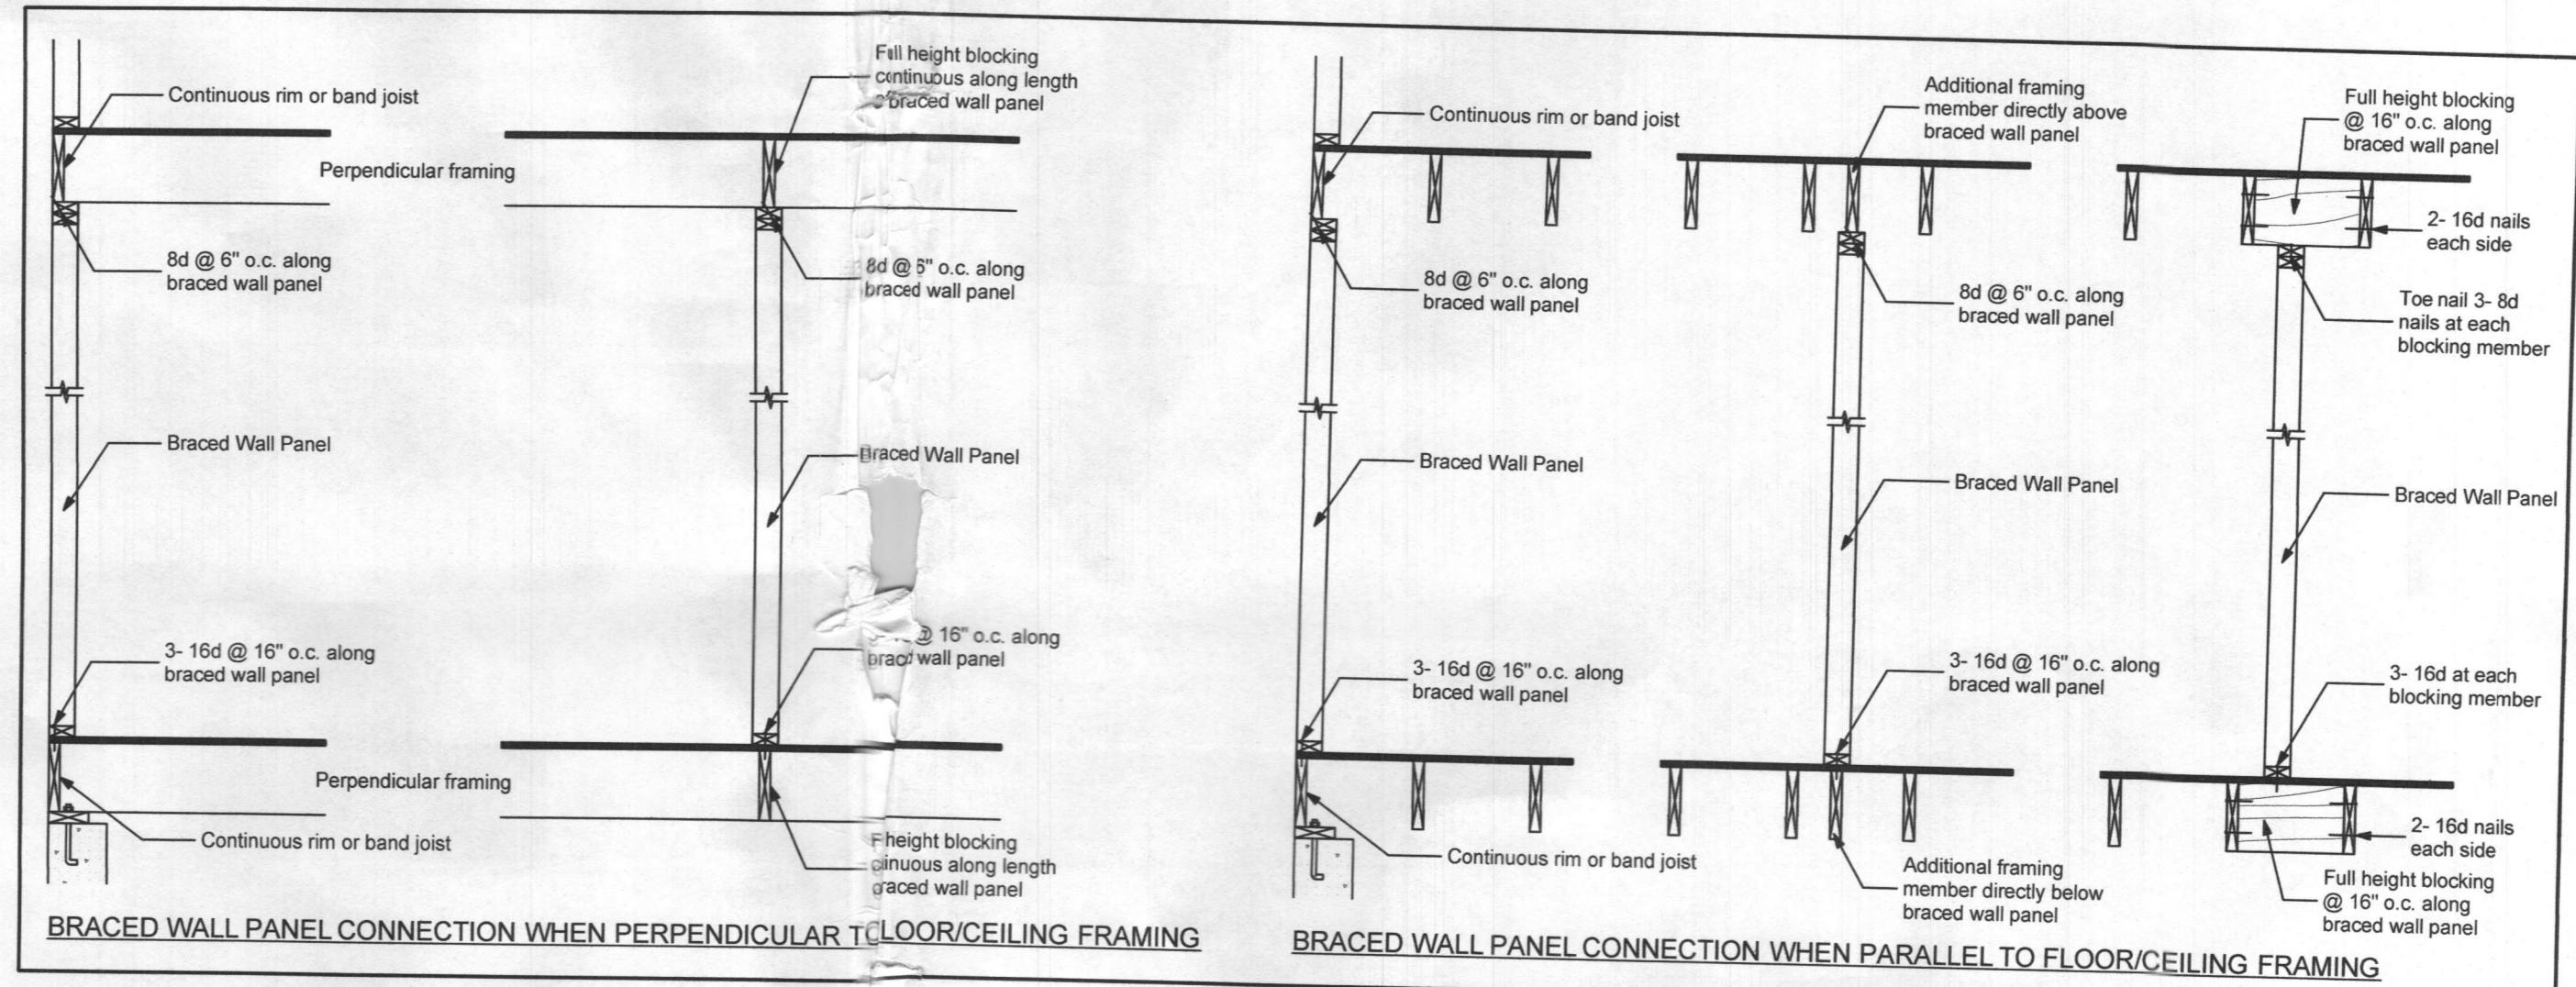 Continuous rim or band joist
Perpendicular framing
8d @ 6" o.c. along
braced wall panel
Braced Wall Panel
3- 16d @ 16" o.c. along
braced wall panel
Perpendicular framing
Continuous rim or band joist
Full height blocking
continuous along length
braced wall panel
8d @ 6" o.c. along
braced wall panel
Braced Wall Panel
@ 16" o.c. along
wall panel
height blocking
along length
wall panel
BRACED WALL PANEL CONNECTION WHEN PERPENDICULAR FRAMING
Continuous rim or band joist
8d @ 6" o.c. along
braced wall panel
Braced Wall Panel
3- 16d @ 16" o.c. along
braced wall panel
Continuous rim or band joist
Additional framing
member directly above
braced wall panel
8d @ 6" o.c. along
braced wall panel
Braced Wall Panel
3- 16d @ 16" o.c. along
braced wall panel
Additional framing
member directly below
braced wall panel
Full height blocking
@ 16" o.c. along
braced wall panel
2- 16d nails
each side
Toe nail 3- 8d
nails at each
blocking member
Braced Wall Panel
3- 16d at each
blocking member
2- 16d nails
each side
Full height blocking
@ 16" o.c. along
braced wall panel
BRACED WALL PANEL CONNECTION WHEN PARALLEL TO FLOOR/CEILING FRAMING